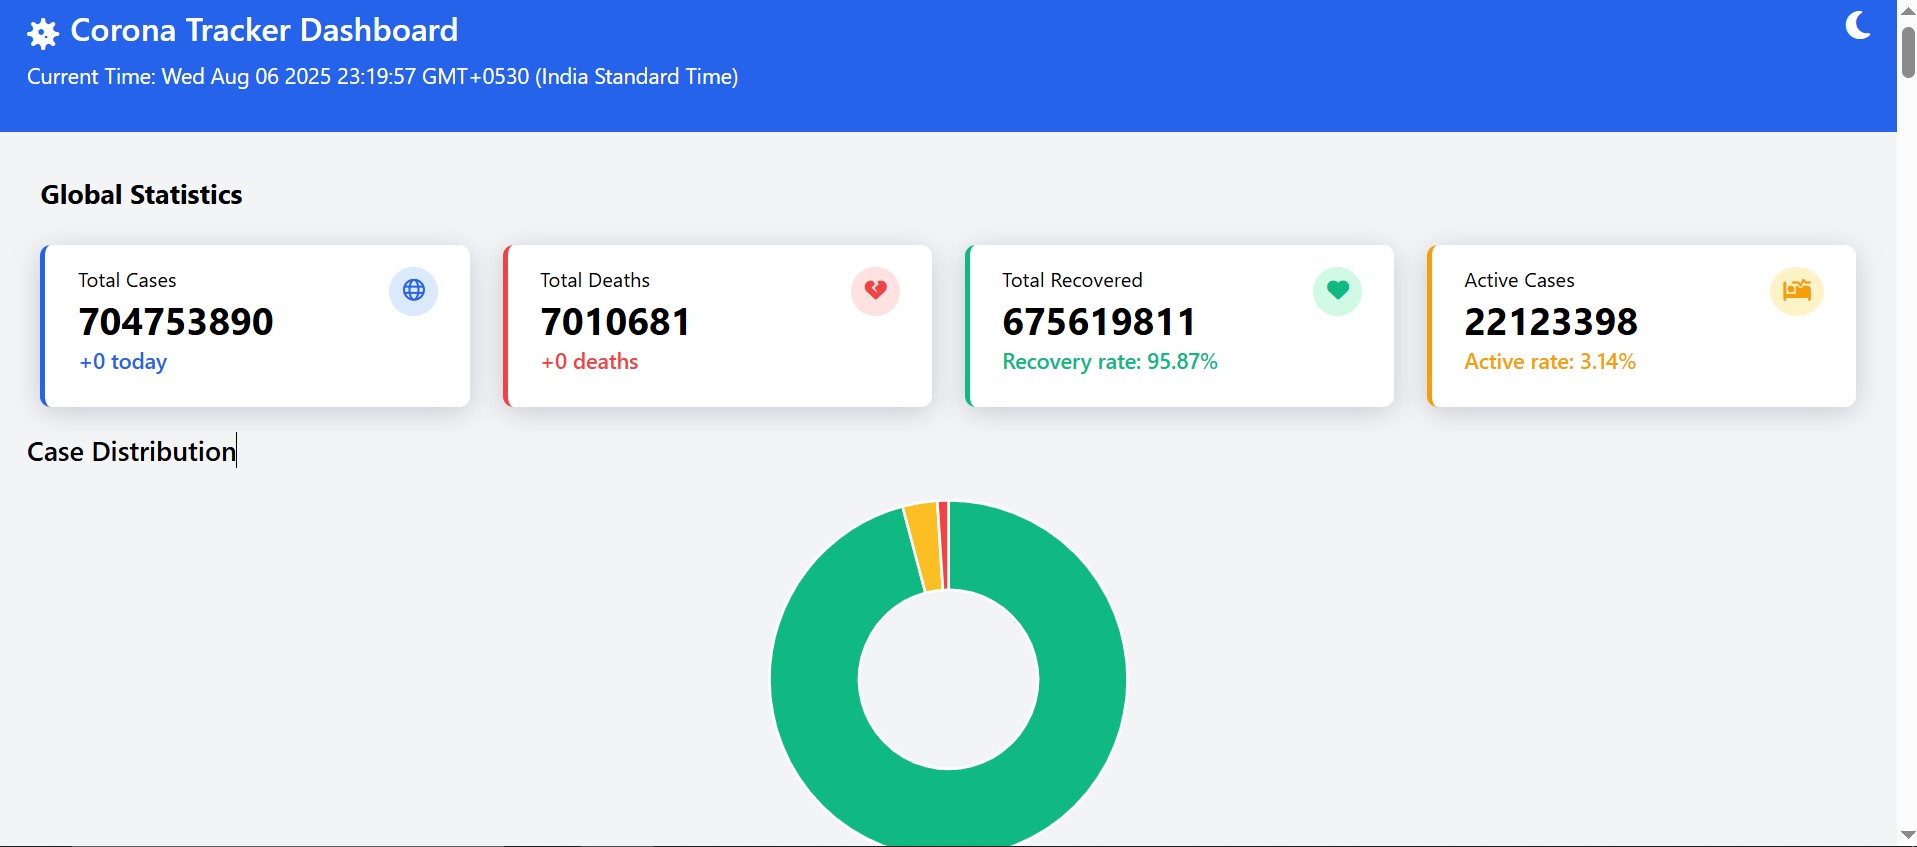 Corona Tracker Dashboard
Current Time: Wed Aug 06 2025 23:19:57 GMT+0530 (India Standard Time)
Global Statistics
Total Cases
704753890
+0 today
Total Deaths
7010681
+0 deaths
Total Recovered
675619811
Recovery rate: 95.87%
Active Cases
22123398
Active rate: 3.14%
Case Distribution